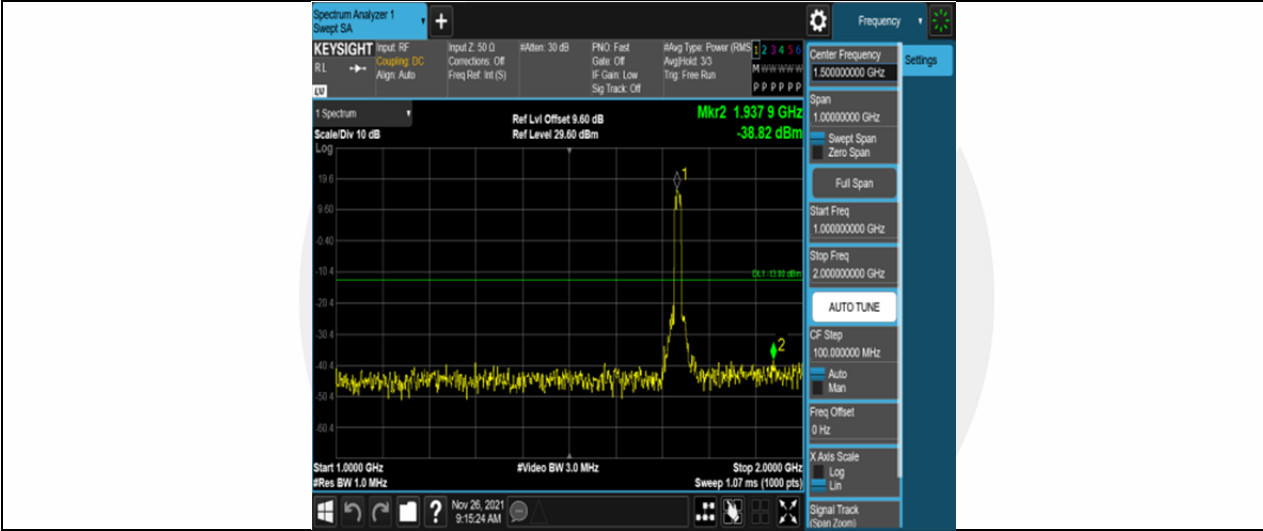 Spectrum Analyzer 1
Swept SA
+
Frequency
KEYSIGHT
RL
Input: RF
Coupling: DC
Align: Auto
Input Z: 50 Ω
Corrections: Off
Freq Ref: Int (S)
#Atten: 30 dB
PNO: Fast
Gate: Off
IF Gain: Low
Sig Track: Off
#Avg Type: Power (RMS
Avg|Hold: 3/3
Trig: Free Run
1 2 3 4 5 6
M W W W W W
P P P P P P
1 Spectrum
Scale/Div 10 dB
Log
Ref Lvl Offset 9.60 dB
Ref Level 29.60 dBm
Mkr2 1.937 9 GHz
-38.82 dBm
19.6
9.60
-0.40
-10.4
-20.4
-30.4
-40.4
-50.4
-60.4
1
DL1 -13.00 dBm
2
Start 1.0000 GHz
#Res BW 1.0 MHz
#Video BW 3.0 MHz
Stop 2.0000 GHz
Sweep 1.07 ms (1000 pts)
Center Frequency
1.500000000 GHz
Settings
Span
1.00000000 GHz
Swept Span
Zero Span
Full Span
Start Freq
1.000000000 GHz
Stop Freq
2.000000000 GHz
AUTO TUNE
CF Step
100.000000 MHz
Auto
Man
Freq Offset
0 Hz
X Axis Scale
Log
Lin
Signal Track
(Span Zoom)
?
Nov 26, 2021
9:15:24 AM